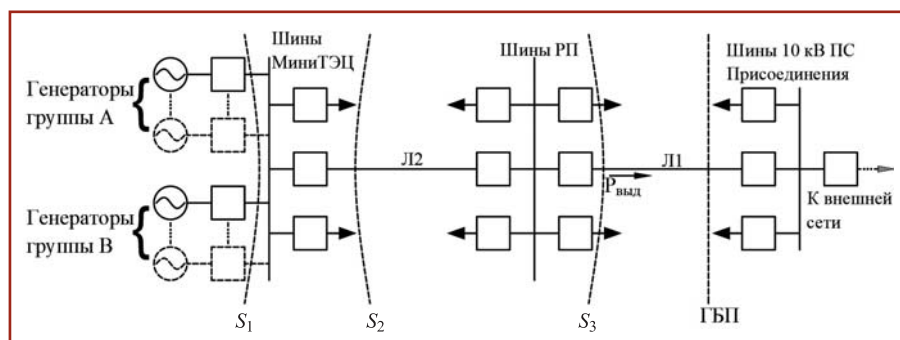 Генераторы
группы А
Генераторы
группы В
Шины
МиниТЭЦ
Л2
Шины РП
Рвыд
Л1
Шины 10 кВ ПС
Присоединения
К внешней
сети
S1
S2
S3
ГБП